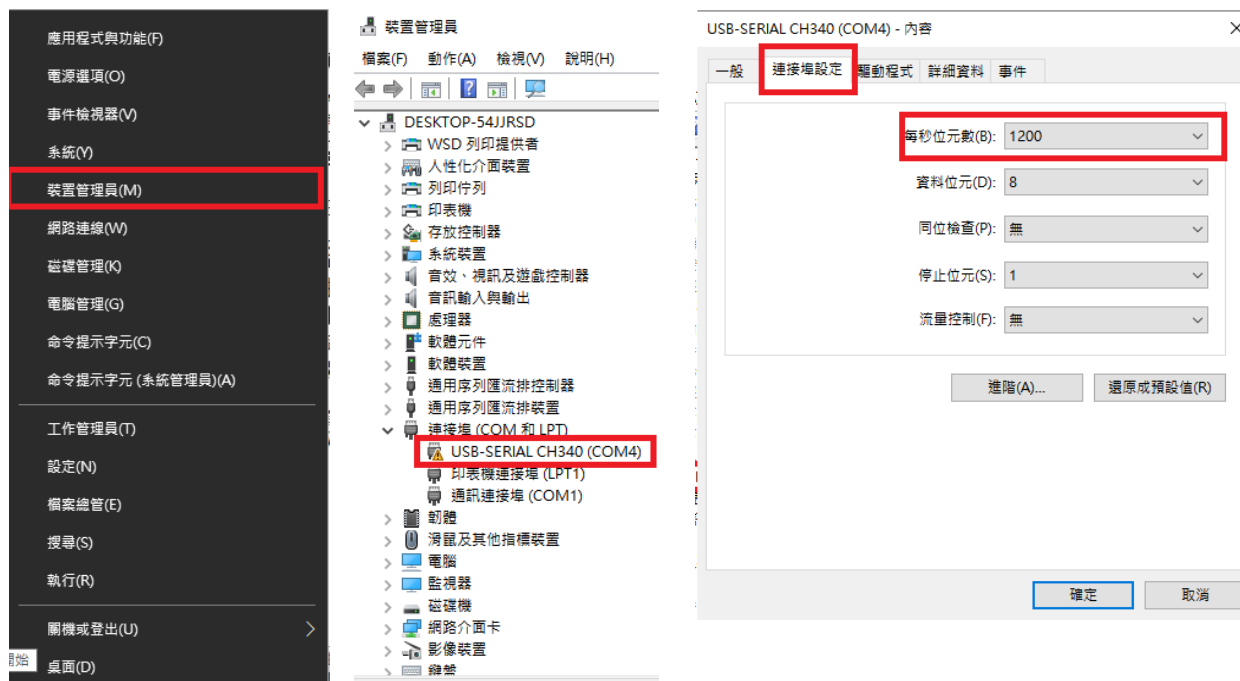 應用程式與功能(F)
電源選項(O)
事件檢視器(V)
系統(Y)
裝置管理員(M)
網路連線(W)
磁碟管理(K)
電腦管理(G)
命令提示字元(C)
命令提示字元 (系統管理員)(A)
工作管理員(T)
設定(N)
檔案總管(E)
搜尋(S)
執行(R)
關機或登出(U)
桌面(D)
裝置管理員
檔案(F) 動作(A) 檢視(V) 說明(H)
DESKTOP-54JJRSD
WSD 列印提供者
人性化介面裝置
列印佇列
印表機
存放控制器
系統裝置
音效、視訊及遊戲控制器
音訊輸入與輸出
處理器
軟體元件
軟體裝置
通用序列匯流排控制器
通用序列匯流排裝置
連接埠 (COM 和 LPT)
USB-SERIAL CH340 (COM4)
印表機連接埠 (LPT1)
通訊連接埠 (COM1)
韌體
滑鼠及其他指標裝置
電腦
監視器
磁碟機
網路介面卡
影像裝置
鍵盤
USB-SERIAL CH340 (COM4) - 內容
一般 連接埠設定 驅動程式 詳細資料 事件
每秒位元數(B): 1200
資料位元(D): 8
同位檢查(P): 無
停止位元(S): 1
流量控制(F): 無
進階(A)... 還原成預設值(R)
確定 取消